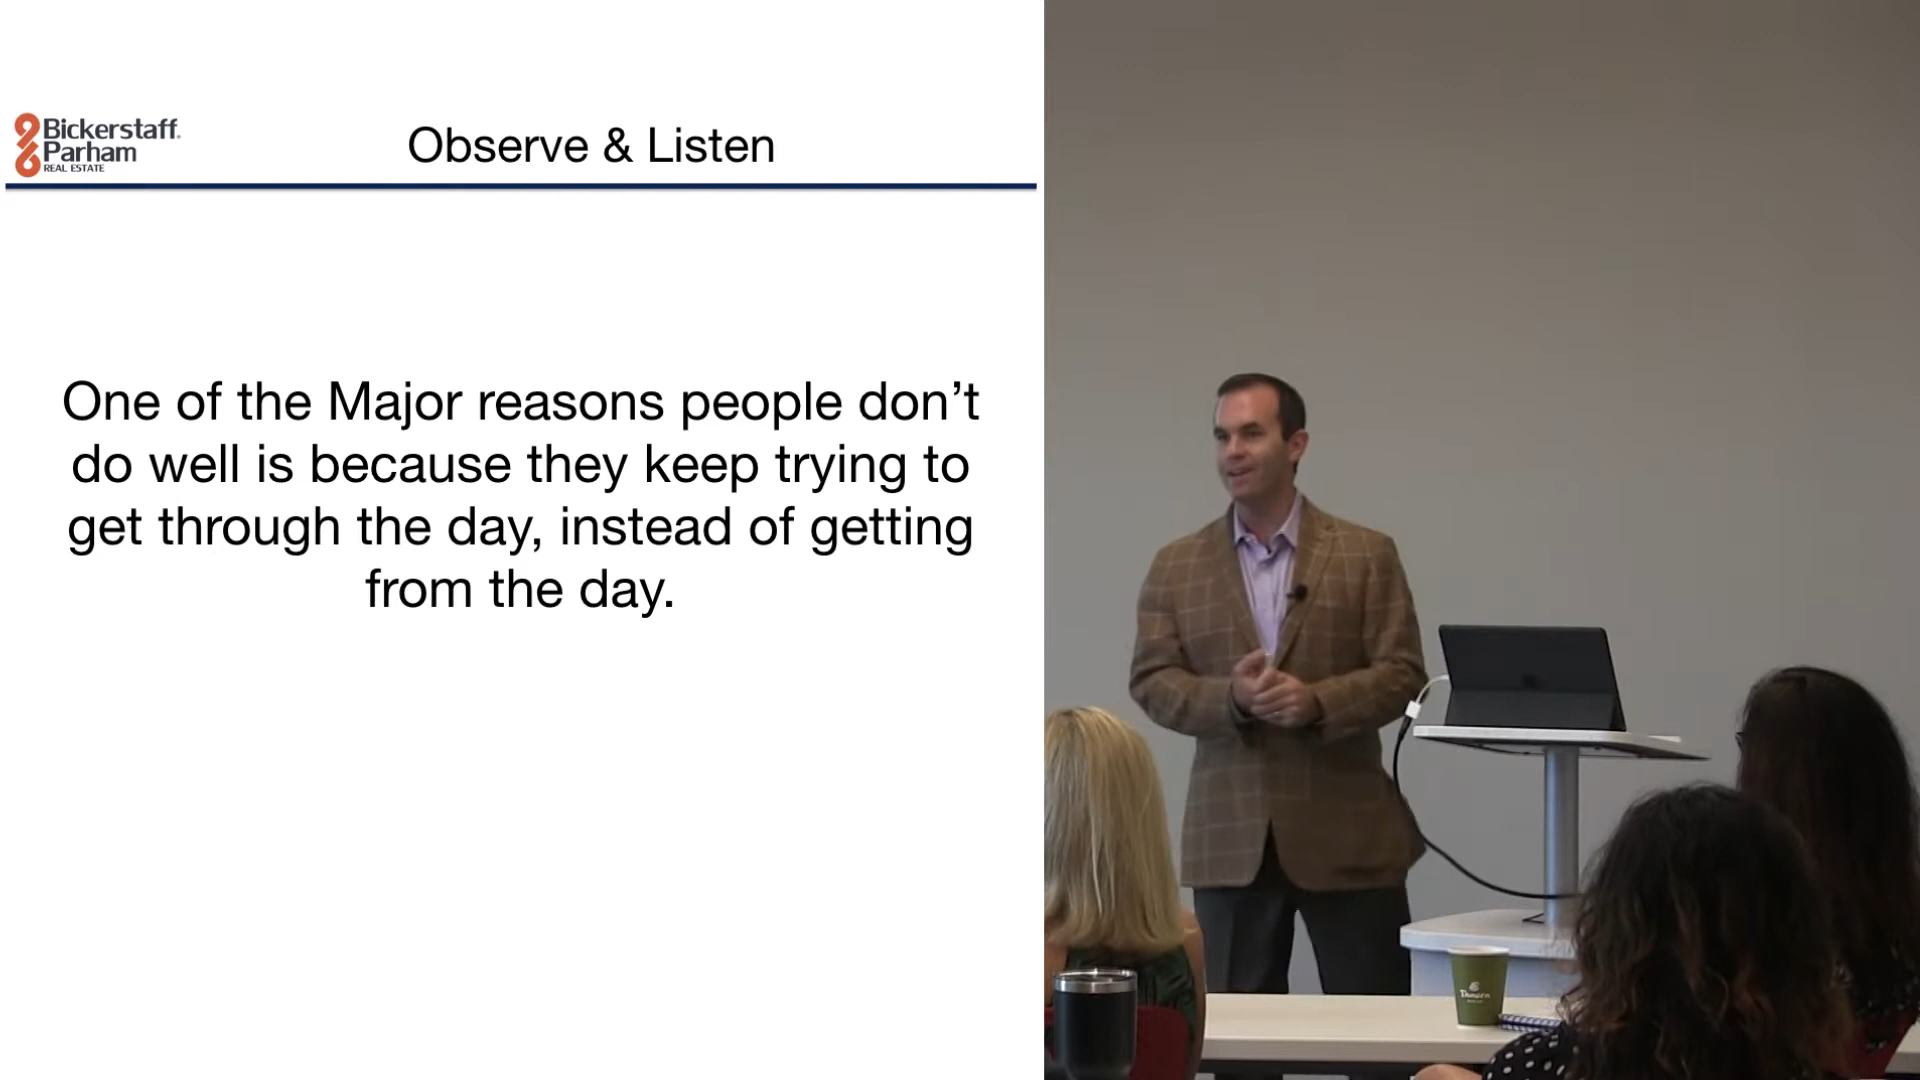 Bickerstaff
Parham
REAL ESTATE
Observe & Listen
One of the Major reasons people don’t
do well is because they keep trying to
get through the day, instead of getting
from the day.
Panera